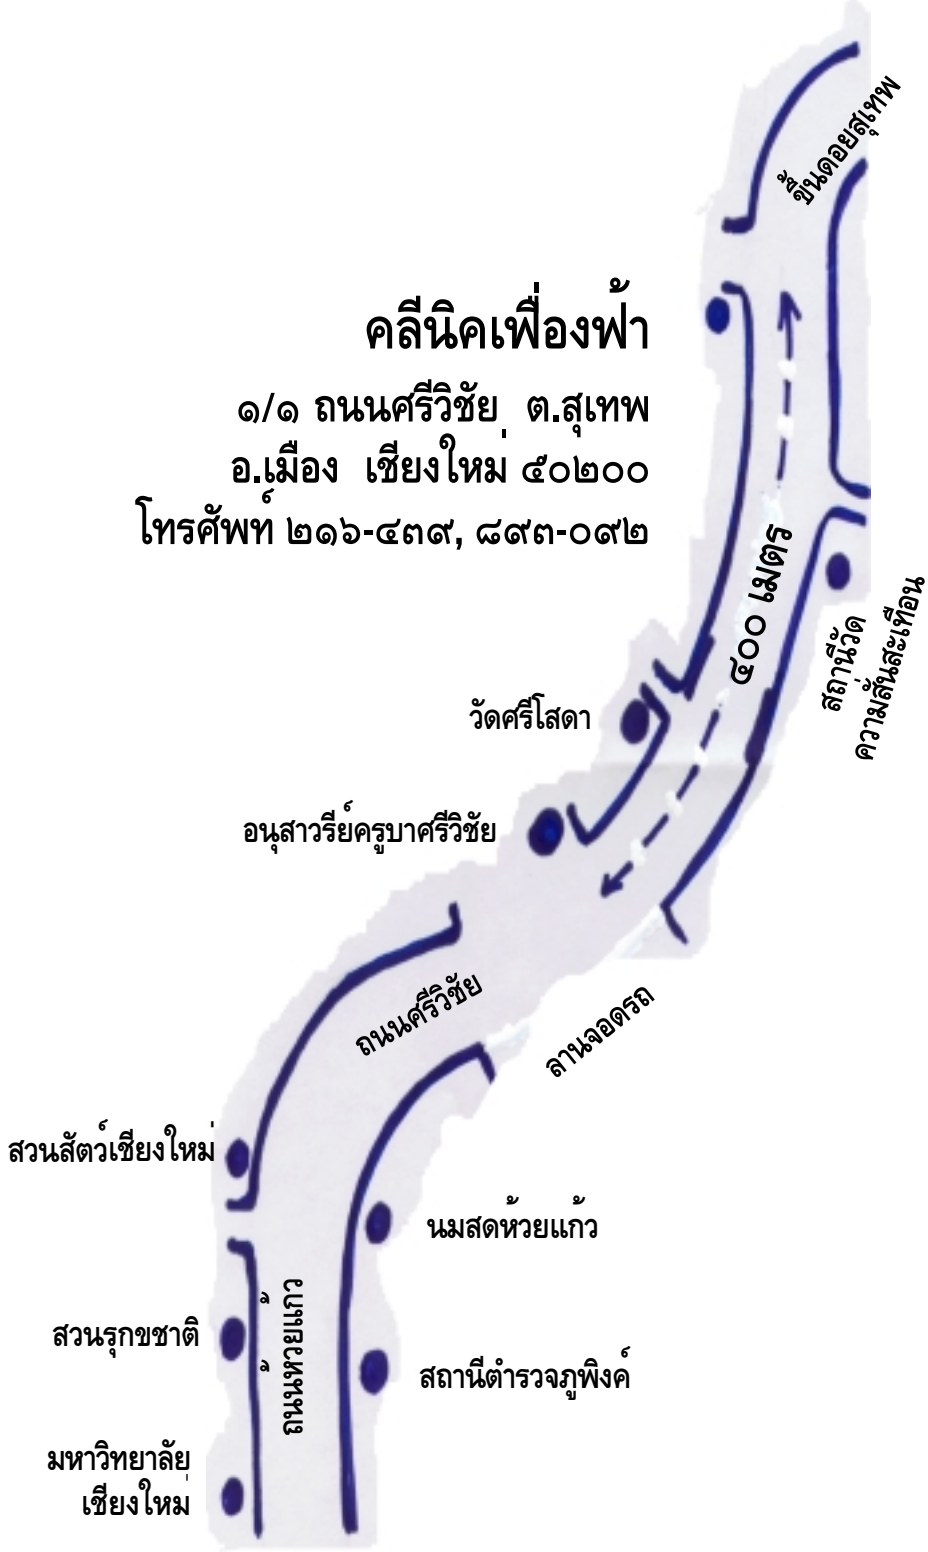 ขึ้นดอยสุเทพ
คลีนิคเฟื่องฟ้า
๑/๑ ถนนศรีวิชัย ต.สุเทพ
อ.เมือง เชียงใหม่ ๕๐๒๐๐
โทรศัพท์ ๒๑๖-๔๓๙, ๘๙๓-๐๙๒
๔๐๐ เมตร
สถานีวัด
ความสั่นสะเทือน
วัดศรีโสดา
อนุสาวรีย์ครูบาศรีวิชัย
ถนนศรีวิชัย
ลานจอดรถ
สวนสัตว์เชียงใหม่
นมสดห้วยแก้ว
ถนนห้วยแก้ว
สวนรุกขชาติ
สถานีตำรวจภูพิงค์
มหาวิทยาลัย
เชียงใหม่